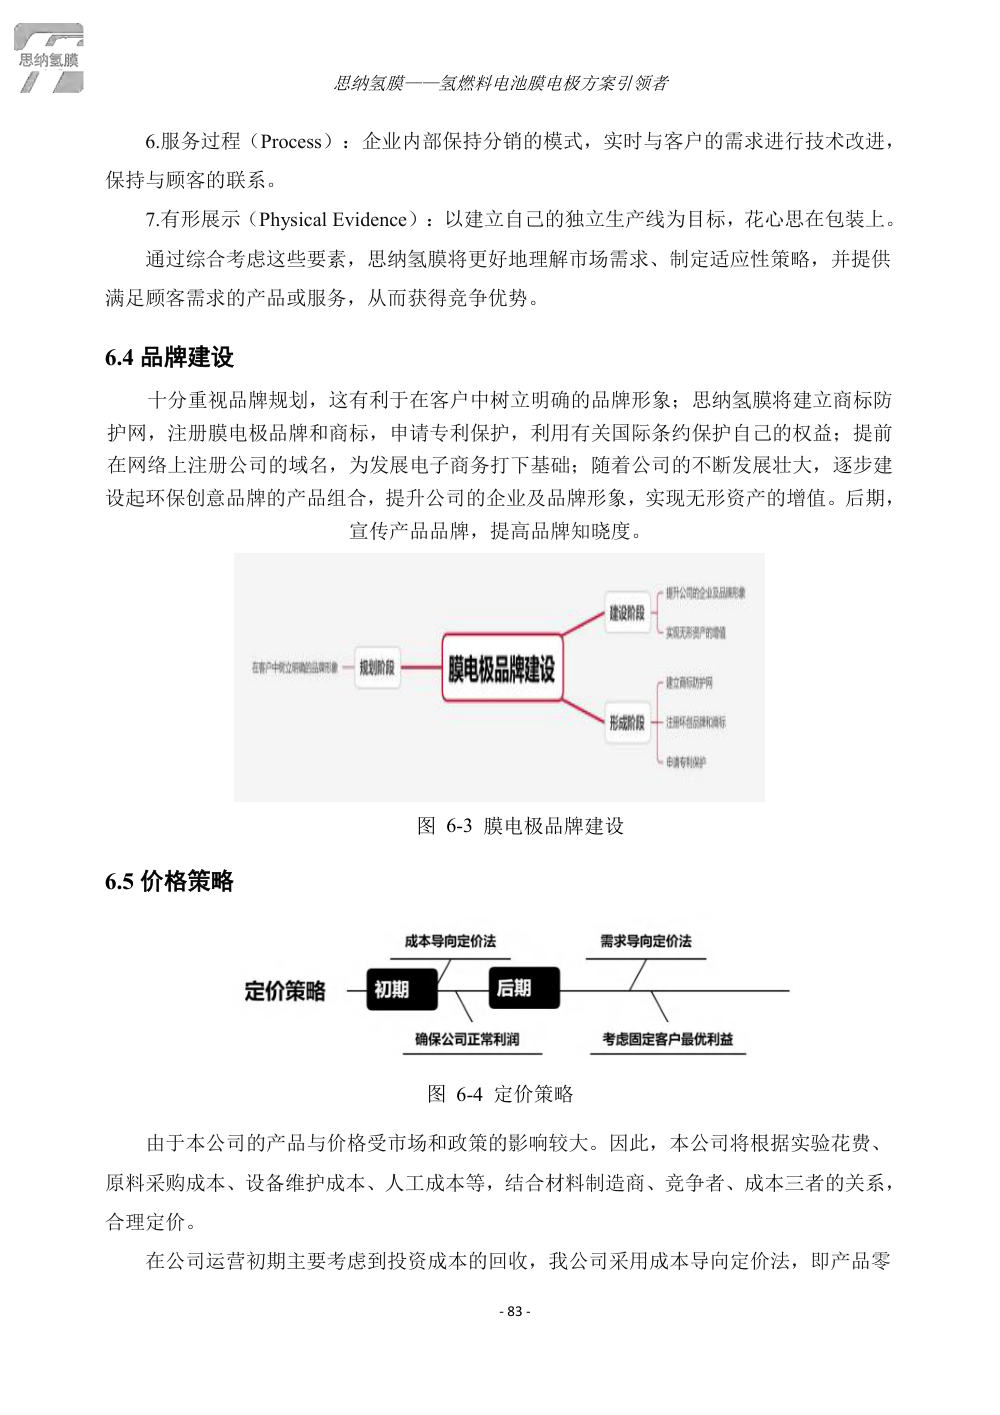 思纳氢膜
思纳氢膜——氢燃料电池膜电极方案引领者
6.服务过程（Process）：企业内部保持分销的模式，实时与客户的需求进行技术改进，
保持与顾客的联系。
7.有形展示（Physical Evidence）：以建立自己的独立生产线为目标，花心思在包装上。
通过综合考虑这些要素，思纳氢膜将更好地理解市场需求、制定适应性策略，并提供
满足顾客需求的产品或服务，从而获得竞争优势。
6.4 品牌建设
十分重视品牌规划，这有利于在客户中树立明确的品牌形象；思纳氢膜将建立商标防
护网，注册膜电极品牌和商标，申请专利保护，利用有关国际条约保护自己的权益；提前
在网络上注册公司的域名，为发展电子商务打下基础；随着公司的不断发展壮大，逐步建
设起环保创意品牌的产品组合，提升公司的企业及品牌形象，实现无形资产的增值。后期，
宣传产品品牌，提高品牌知晓度。
在客户中树立明确的品牌形象
规划阶段
膜电极品牌建设
建设阶段
提升公司的企业及品牌形象
实现无形资产的增值
形成阶段
建立商标防护网
注册环创品牌和商标
申请专利保护
图 6-3 膜电极品牌建设
6.5 价格策略
定价策略
初期
成本导向定价法
确保公司正常利润
后期
需求导向定价法
考虑固定客户最优利益
图 6-4 定价策略
由于本公司的产品与价格受市场和政策的影响较大。因此，本公司将根据实验花费、
原料采购成本、设备维护成本、人工成本等，结合材料制造商、竞争者、成本三者的关系，
合理定价。
在公司运营初期主要考虑到投资成本的回收，我公司采用成本导向定价法，即产品零
- 83 -